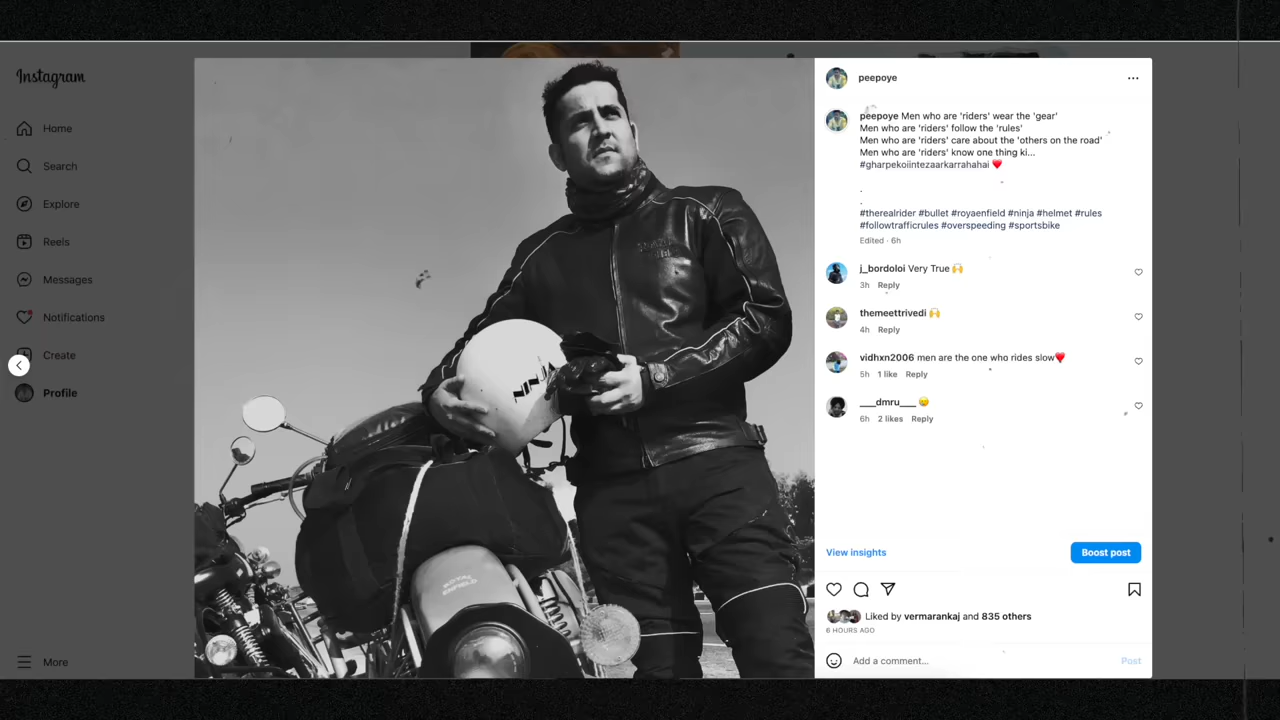 Instagram
Home
Search
Explore
Reels
Messages
Notifications
Create
Profile
More
NINJA
ROYAL
ENFIELD
peepoye
peepoye Men who are 'riders' wear the 'gear'
Men who are 'riders' follow the 'rules'
Men who are 'riders' care about the 'others on the road'
Men who are 'riders' know one thing ki...
#gharpekoiintezaarkarrahahai ❤️
.
.
#therealrider #bullet #royaenfield #ninja #helmet #rules
#followtrafficrules #overspeeding #sportsbike
Edited · 6h
j_bordoloi Very True 🙌
3h Reply
themeettrivedi 🙌
4h Reply
vidhxn2006 men are the one who rides slow❤️
5h 1 like Reply
___dmru___ 🥲
6h 2 likes Reply
View insights
Boost post
Liked by vermarankaj and 835 others
6 HOURS AGO
Add a comment...
Post